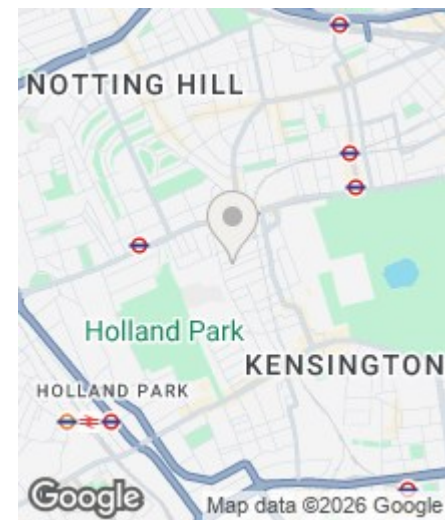 NOTTING HILL
Holland Park
KENSINGTON
HOLLAND PARK
Google
Map data ©2026 Google